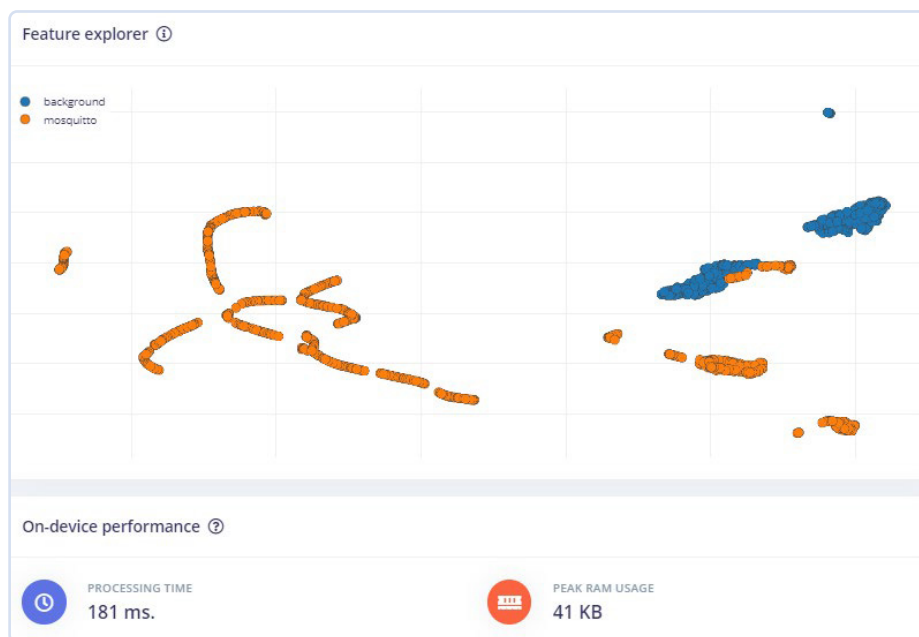 Feature explorer
background
mosquitto
On-device performance
PROCESSING TIME
181 ms.
PEAK RAM USAGE
41 KB